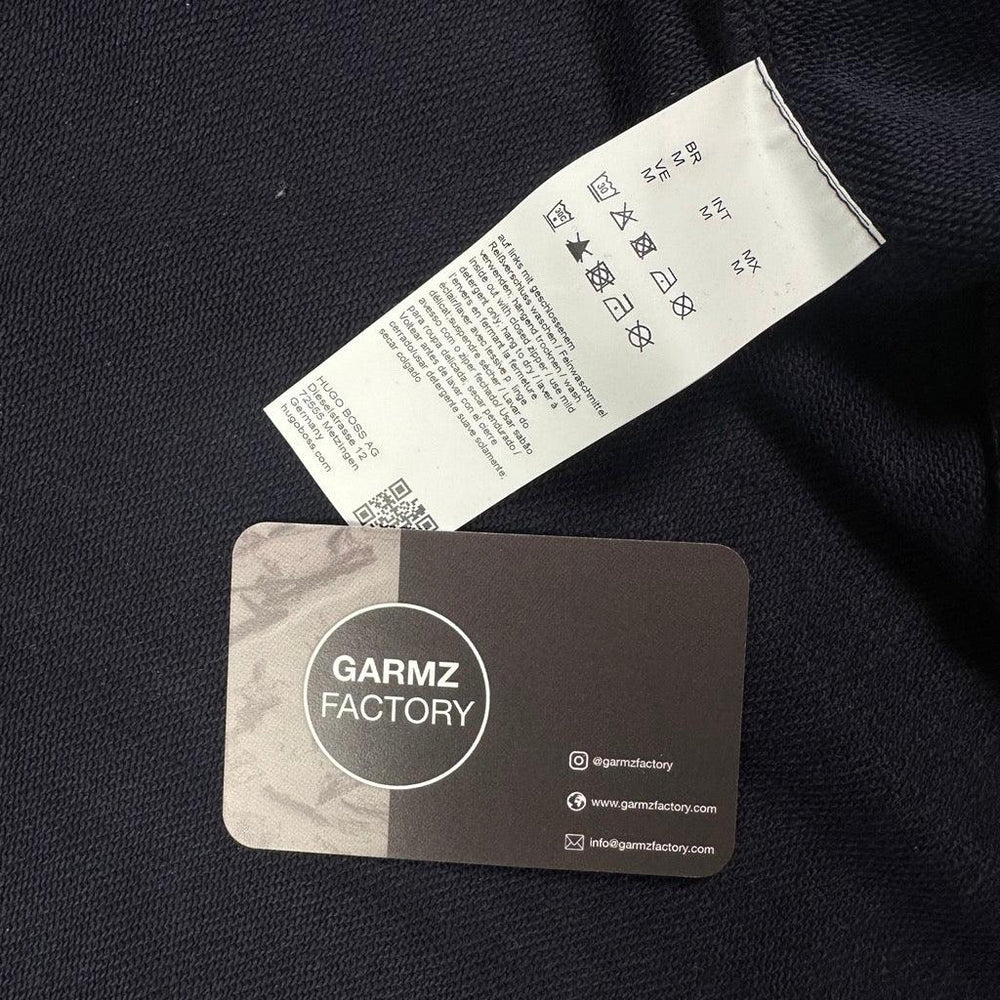 BR
M
VE
M
INT
M
MX
M
30
30C
auf links mit geschlossenem
Reißverschluss waschen / Feinwaschmittel
verwenden, hängend trocknen / wash
inside out with closed zipper / use mild
detergent only, hang to dry / laver à
l'envers en fermant la fermeture
éclair/laver avec lessive p. linge
délicat,suspendre sécher / Lavar do
avesso com o zíper fechado/ Usar sabão
para roupa delicada, secar pendurado /
Voltear antes de lavar con el cierre
cerrado/usar detergente suave solamente,
secar colgado
HUGO BOSS AG
Dieselstrasse 12
72555 Metzingen
Germany
hugoboss.com
GARMZ
FACTORY
@garmzfactory
www.garmzfactory.com
info@garmzfactory.com